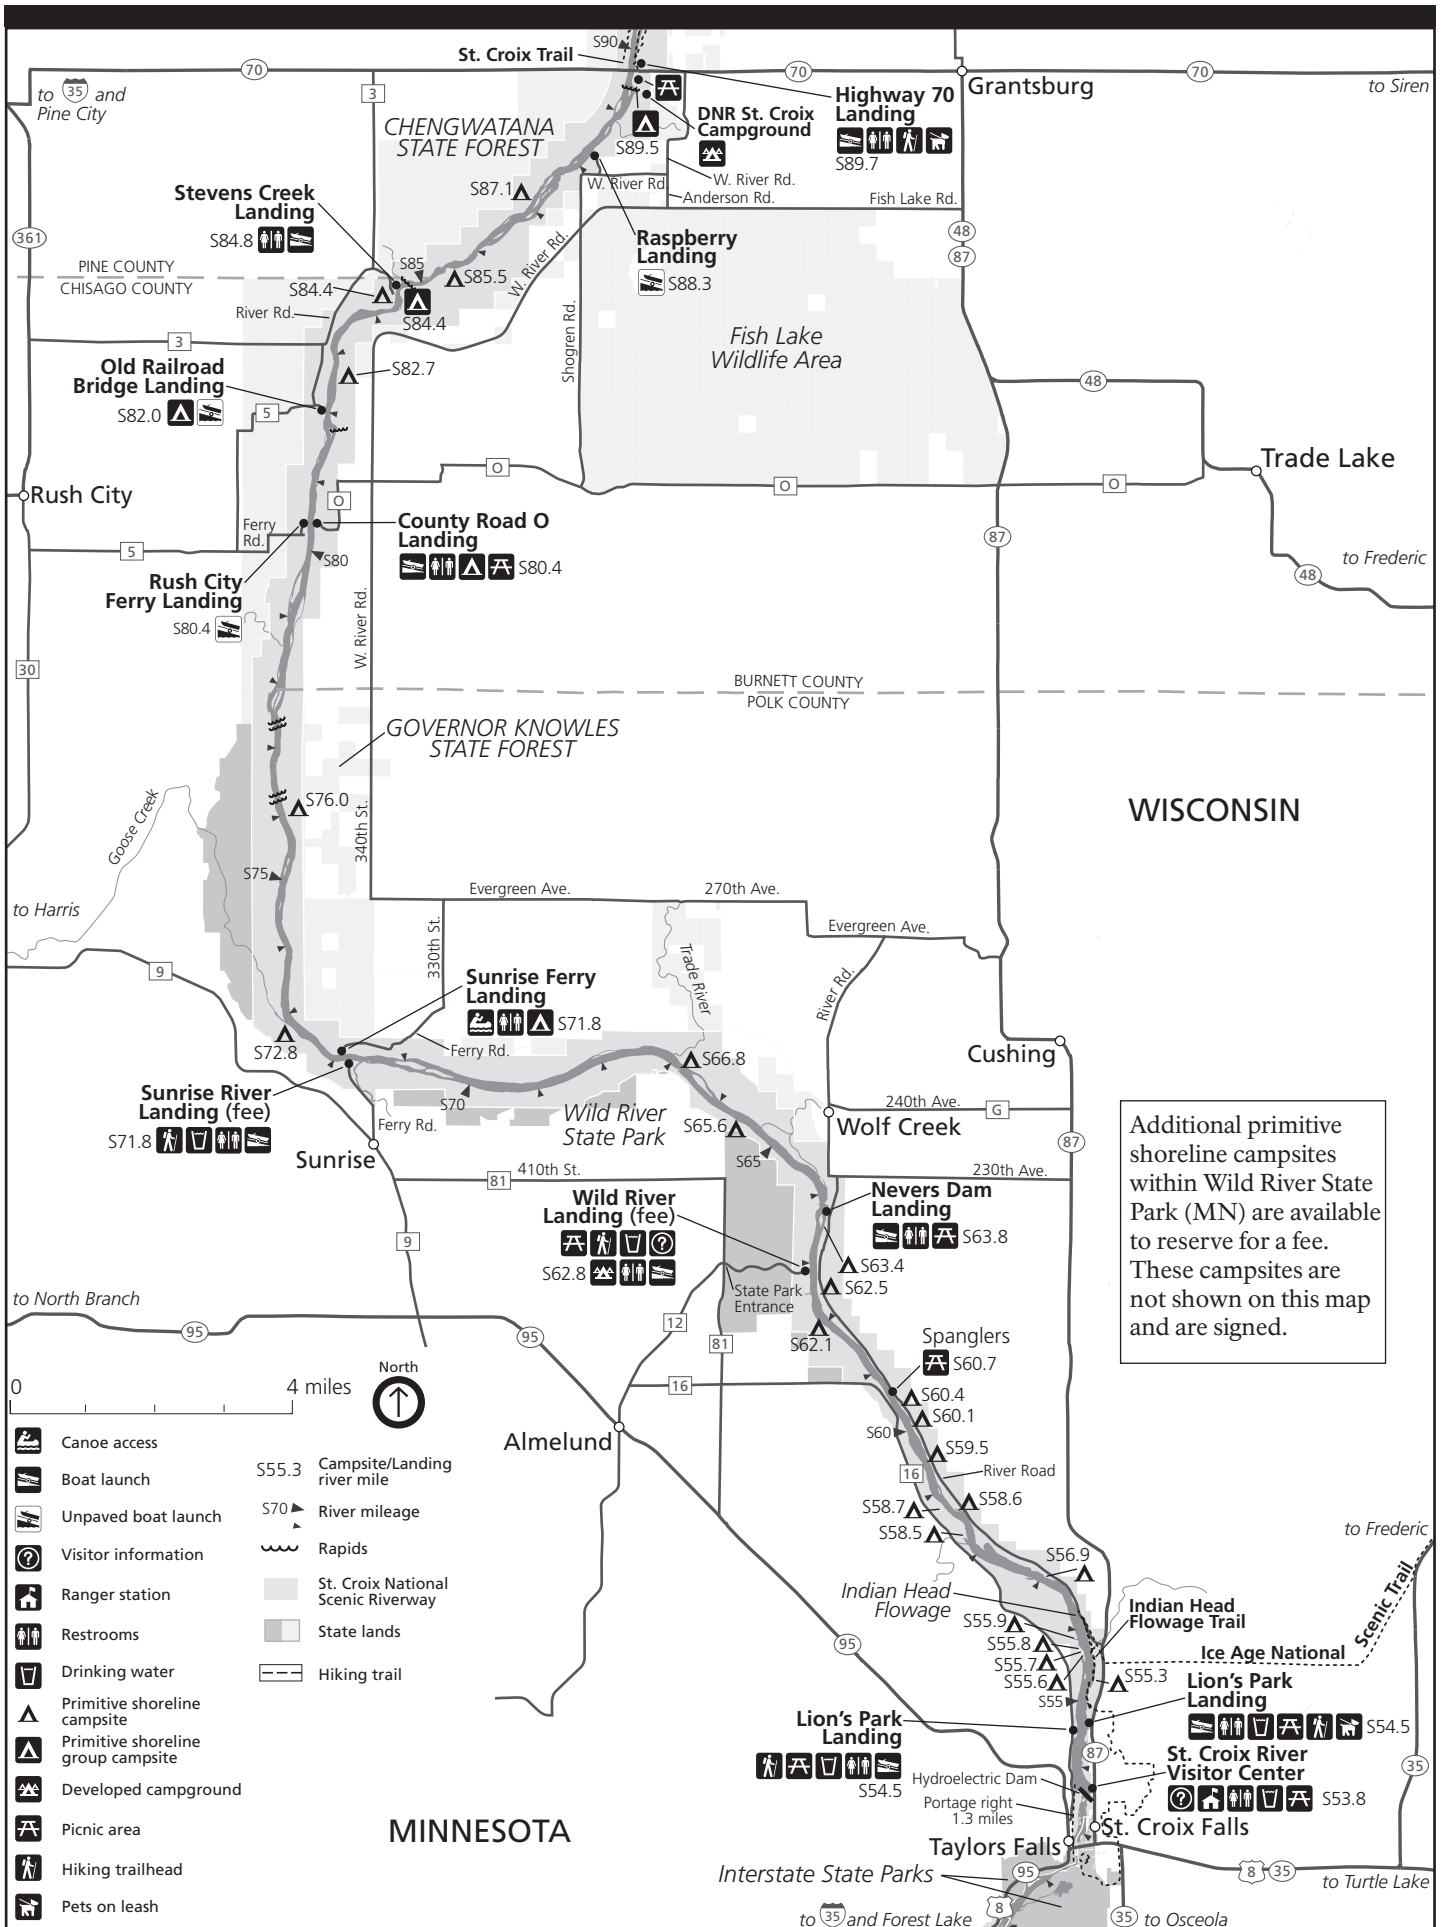 S90
St. Croix Trail
70
70
70
to 35 and
Pine City
3
Grantsburg
to Siren
Highway 70
Landing
S89.7
CHENGWATANA
STATE FOREST
DNR St. Croix
Campground
S89.5
W. River Rd.
W. River Rd.
Anderson Rd.
Fish Lake Rd.
S87.1
Stevens Creek
Landing
S84.8
361
48
87
Raspberry
Landing
S88.3
W. River Rd.
PINE COUNTY
CHISAGO COUNTY
S85
S85.5
S84.4
S84.4
River Rd.
3
Shogren Rd.
Fish Lake
Wildlife Area
Old Railroad
Bridge Landing
S82.0
S82.7
5
48
Trade Lake
O
O
O
O
Rush City
Ferry
Rd.
5
County Road O
Landing
S80.4
S80
87
to Frederic
48
Rush City
Ferry Landing
S80.4
W. River Rd.
30
BURNETT COUNTY
POLK COUNTY
GOVERNOR KNOWLES
STATE FOREST
S76.0
WISCONSIN
Goose Creek
340th St.
S75
to Harris
Evergreen Ave.
270th Ave.
Evergreen Ave.
330th St.
9
Trade River
River Rd.
Sunrise Ferry
Landing
S71.8
S72.8
Ferry Rd.
S66.8
Cushing
Sunrise River
Landing (fee)
S71.8
S70
Ferry Rd.
Wild River
State Park
S65.6
240th Ave.
G
Wolf Creek
87
S65
Sunrise
410th St.
81
230th Ave.
Additional primitive
shoreline campsites
within Wild River State
Park (MN) are available
to reserve for a fee.
These campsites are
not shown on this map
and are signed.
Wild River
Landing (fee)
S62.8
Nevers Dam
Landing
S63.8
9
S63.4
S62.5
State Park
Entrance
to North Branch
95
95
12
81
S62.1
Spanglers
S60.7
16
S60.4
S60.1
S60
S59.5
Almelund
16
River Road
S58.7
S58.6
S58.5
to Frederic
S56.9
Indian Head
Flowage
Indian Head
Flowage Trail
S55.9
S55.8
S55.7
S55.6
Ice Age National
Scenic Trail
S55.3
S55
95
Lion's Park
Landing
S54.5
Lion's Park
Landing
S54.5
87
St. Croix River
Visitor Center
S53.8
35
Hydroelectric Dam
Portage right
1.3 miles
St. Croix Falls
Taylors Falls
MINNESOTA
Interstate State Parks
95
8
8
35
to Turtle Lake
to 35 and Forest Lake
35 to Osceola
North
0
4 miles
Canoe access
Boat launch
Unpaved boat launch
Visitor information
Ranger station
Restrooms
Drinking water
Primitive shoreline
campsite
Primitive shoreline
group campsite
Developed campground
Picnic area
Hiking trailhead
Pets on leash
S55.3
Campsite/Landing
river mile
S70
River mileage
Rapids
St. Croix National
Scenic Riverway
State lands
Hiking trail